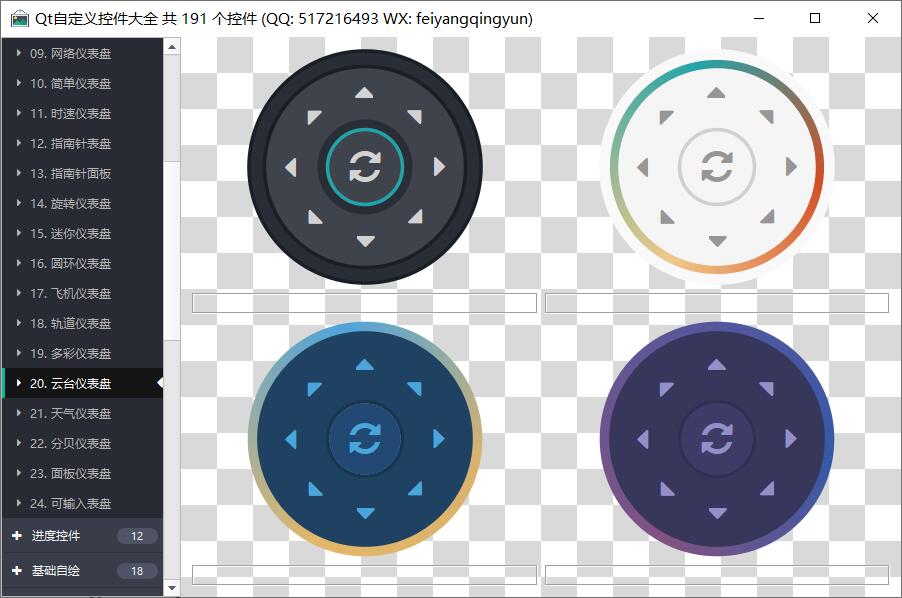 Qt自定义控件大全 共 191 个控件 (QQ: 517216493 WX: feiyangqingyun)
09. 网络仪表盘
10. 简单仪表盘
11. 时速仪表盘
12. 指南针表盘
13. 指南针面板
14. 旋转仪表盘
15. 迷你仪表盘
16. 圆环仪表盘
17. 飞机仪表盘
18. 轨道仪表盘
19. 多彩仪表盘
20. 云台仪表盘
21. 天气仪表盘
22. 分贝仪表盘
23. 面板仪表盘
24. 可输入表盘
进度控件 12
基础自绘 18